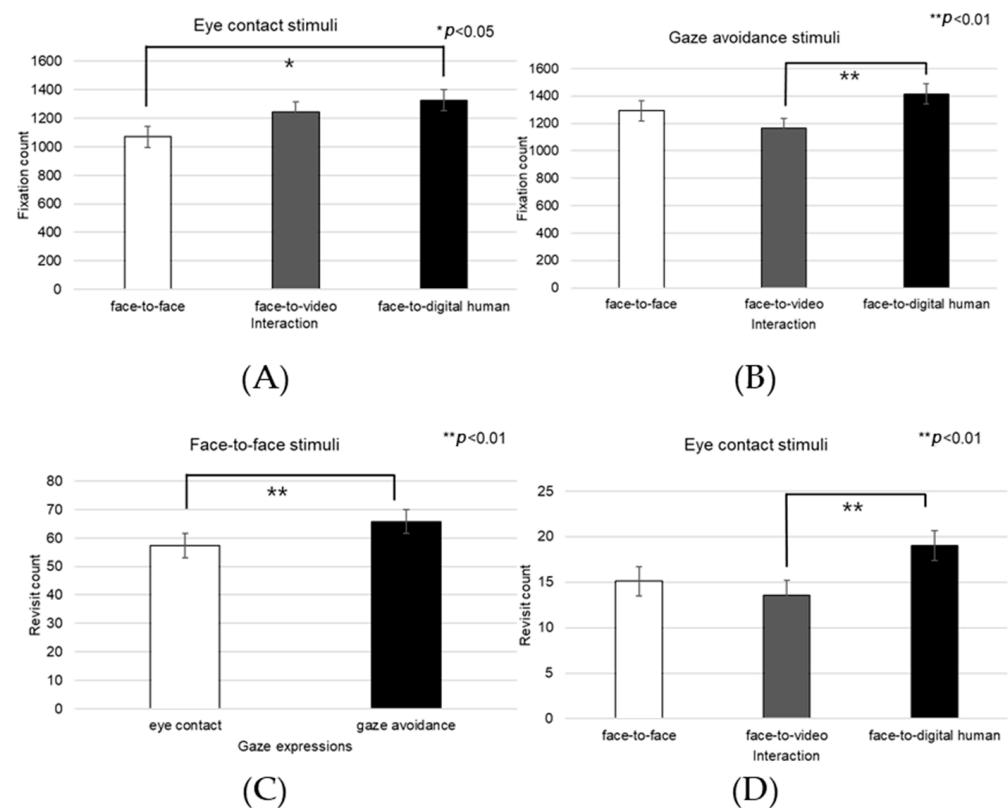 Eye contact stimuli
*p<0.05
*
1600
1400
1200
1000
800
600
400
200
0
Fixation count
face-to-face face-to-video face-to-digital human
Interaction
(A)
Gaze avoidance stimuli
**p<0.01
**
1600
1400
1200
1000
800
600
400
200
0
Fixation count
face-to-face face-to-video face-to-digital human
Interaction
(B)
Face-to-face stimuli
**p<0.01
**
80
70
60
50
40
30
20
10
0
Revisit count
eye contact gaze avoidance
Gaze expressions
(C)
Eye contact stimuli
**p<0.01
**
25
20
15
10
5
0
Revisit count
face-to-face face-to-video face-to-digital human
Interaction
(D)